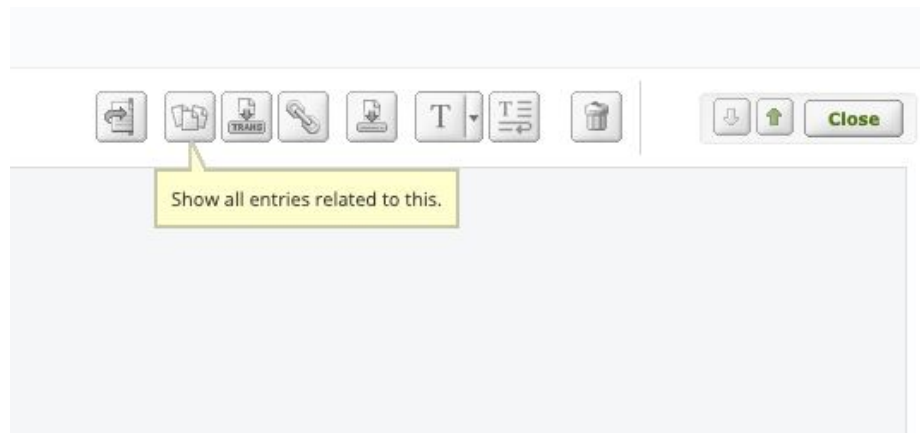 TRANS
T
T
Close
Show all entries related to this.